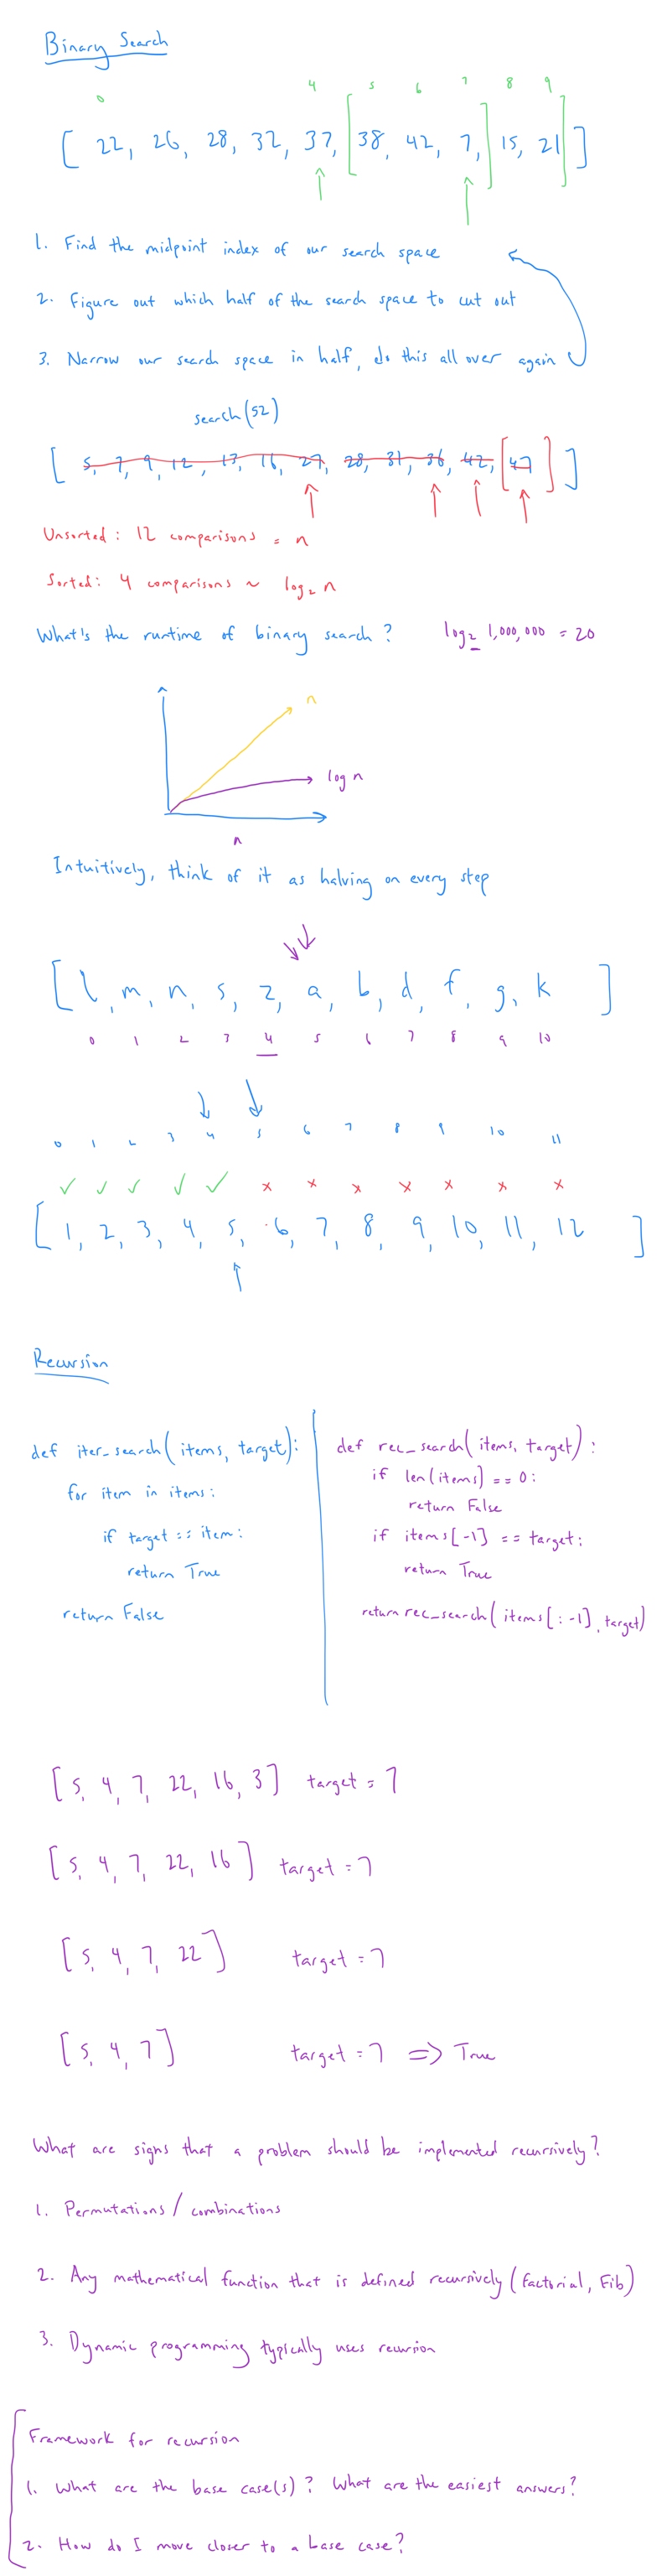 Binary Search
0 4 5 6 7 8 9
[ 22, 26, 28, 32, 37, [38, 42, 7,] 15, 21] ]
1. Find the midpoint index of our search space
2. Figure out which half of the search space to cut out
3. Narrow our search space in half, do this all over again
search(52)
[ 5, 7, 9, 12, 13, 16, 27, 28, 31, 36, 42, [47] ]
Unsorted: 12 comparisons = n
Sorted: 4 comparisons ~ log₂ n
What's the runtime of binary search? log₂ 1,000,000 = 20
n
log n
n
Intuitively, think of it as halving on every step
[ l, m, n, s, z, a, b, d, f, g, k ]
0 1 2 3 4 5 6 7 8 9 10
0 1 2 3 4 5 6 7 8 9 10 11
✓ ✓ ✓ ✓ ✓ x x x x x x x
[ 1, 2, 3, 4, 5, 6, 7, 8, 9, 10, 11, 12 ]
Recursion
def iter_search(items, target):
for item in items:
if target == item:
return True
return False
def rec_search(items, target):
if len(items) == 0:
return False
if items[-1] == target:
return True
return rec_search(items[:-1], target)
[5, 4, 7, 22, 16, 3] target = 7
[5, 4, 7, 22, 16] target = 7
[5, 4, 7, 22] target = 7
[5, 4, 7] target = 7 => True
What are signs that a problem should be implemented recursively?
1. Permutations / combinations
2. Any mathematical function that is defined recursively (factorial, Fib)
3. Dynamic programming typically uses recursion
Framework for recursion
1. What are the base case(s)? What are the easiest answers?
2. How do I move closer to a base case?